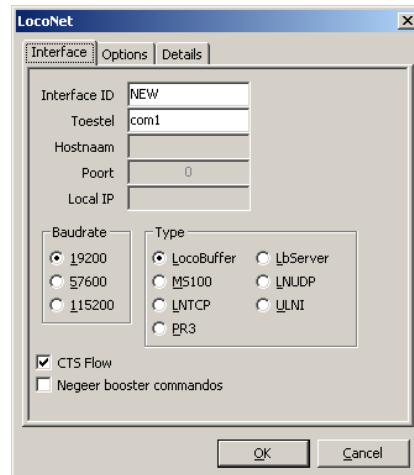 LocoNet
Interface Options Details
Interface ID NEW
Toestel com1
Hostnaam
Poort 0
Local IP
Baudrate Type
19200 LocoBuffer LbServer
57600 MS100 LNUDP
115200 LNTCP ULNI
PR3
CTS Flow
Negeer booster commandos
OK Cancel